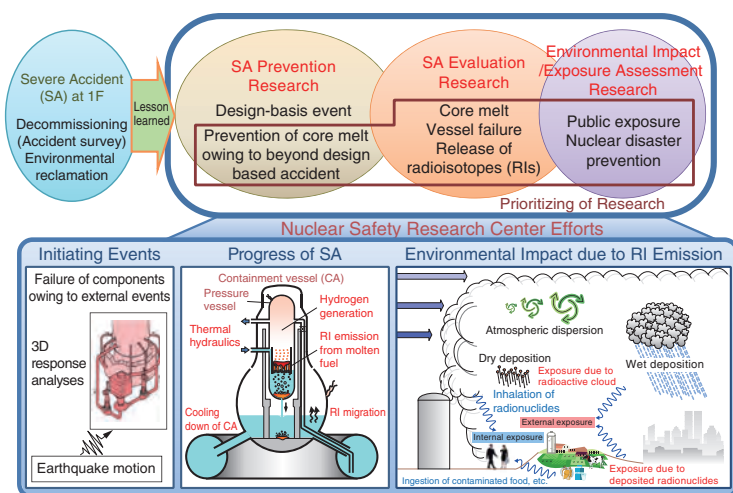 Severe Accident
(SA) at 1F
Decommissioning
(Accident survey)
Environmental
reclamation
Lesson
learned
SA Prevention
Research
Design-basis event
Prevention of core melt
owing to beyond design
based accident
SA Evaluation
Research
Core melt
Vessel failure
Release of
radioisotopes (RIs)
Environmental Impact
/Exposure Assessment
Research
Public exposure
Nuclear disaster
prevention
Prioritizing of Research
Nuclear Safety Research Center Efforts
Initiating Events
Failure of components
owing to external events
3D
response
analyses
Earthquake motion
Progress of SA
Containment vessel (CA)
Pressure
vessel
Hydrogen
generation
Thermal
hydraulics
RI emission
from molten
fuel
Cooling
down of CA
RI migration
Environmental Impact due to RI Emission
Atmospheric dispersion
Dry deposition
Exposure due to
radioactive cloud
Wet deposition
Inhalation of
radionuclides
External exposure
Internal exposure
Ingestion of contaminated food, etc.
Exposure due to
deposited radionuclides